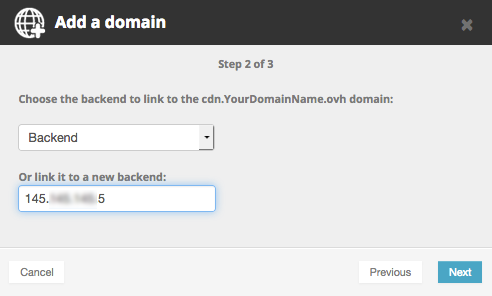 Add a domain
Step 2 of 3
Choose the backend to link to the cdn.YourDomainName.ovh domain:
Backend
Or link it to a new backend:
145. 5
Cancel Previous Next